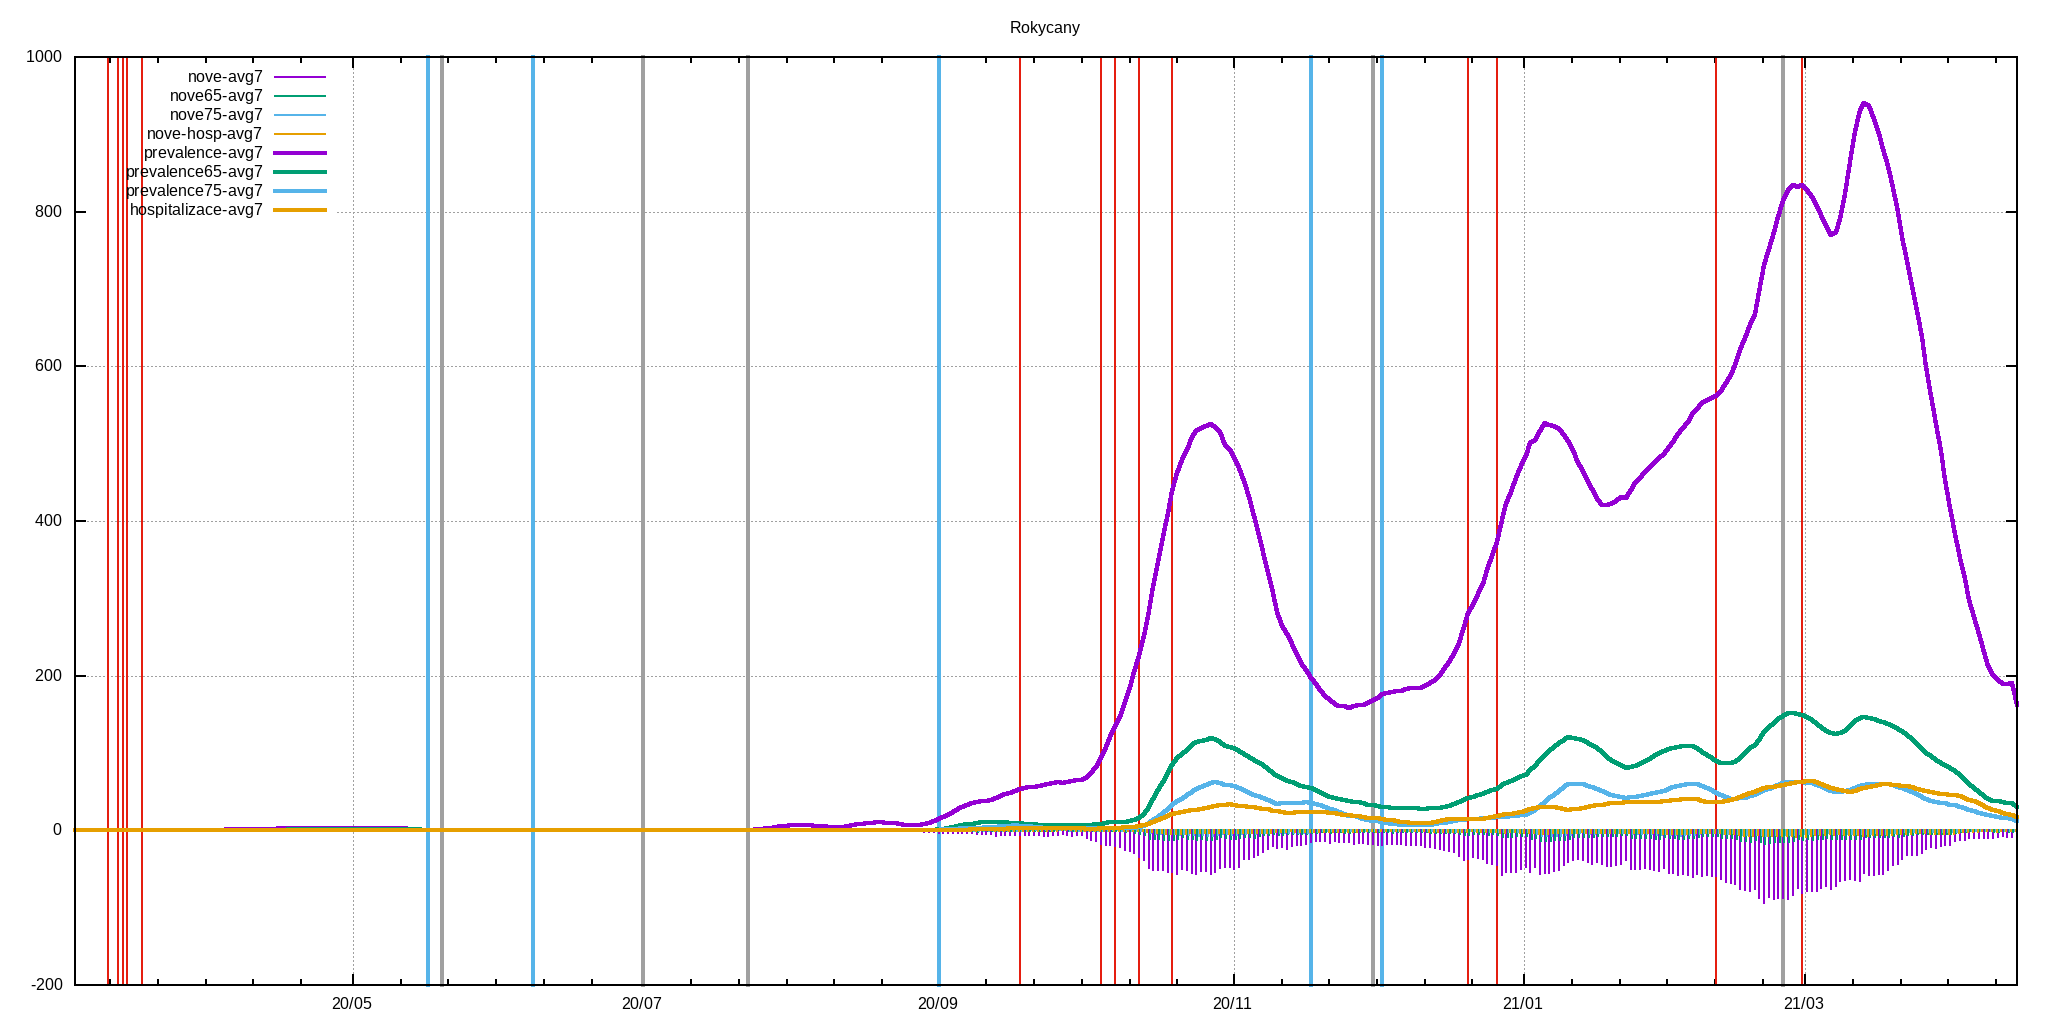 Rokycany
1000
800
600
400
200
0
-200
nove-avg7
nove65-avg7
nove75-avg7
nove-hosp-avg7
prevalence-avg7
prevalence65-avg7
prevalence75-avg7
hospitalizace-avg7
20/05
20/07
20/09
20/11
21/01
21/03